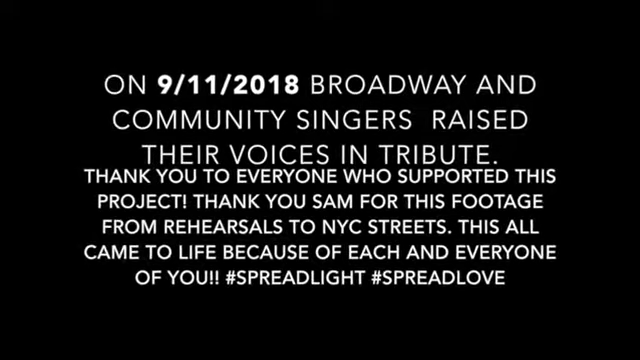 ON 9/11/2018 BROADWAY AND
COMMUNITY SINGERS RAISED
THEIR VOICES IN TRIBUTE.
THANK YOU TO EVERYONE WHO SUPPORTED THIS
PROJECT! THANK YOU SAM FOR THIS FOOTAGE
FROM REHEARSALS TO NYC STREETS. THIS ALL
CAME TO LIFE BECAUSE OF EACH AND EVERYONE
OF YOU!! #SPREADLIGHT #SPREADLOVE